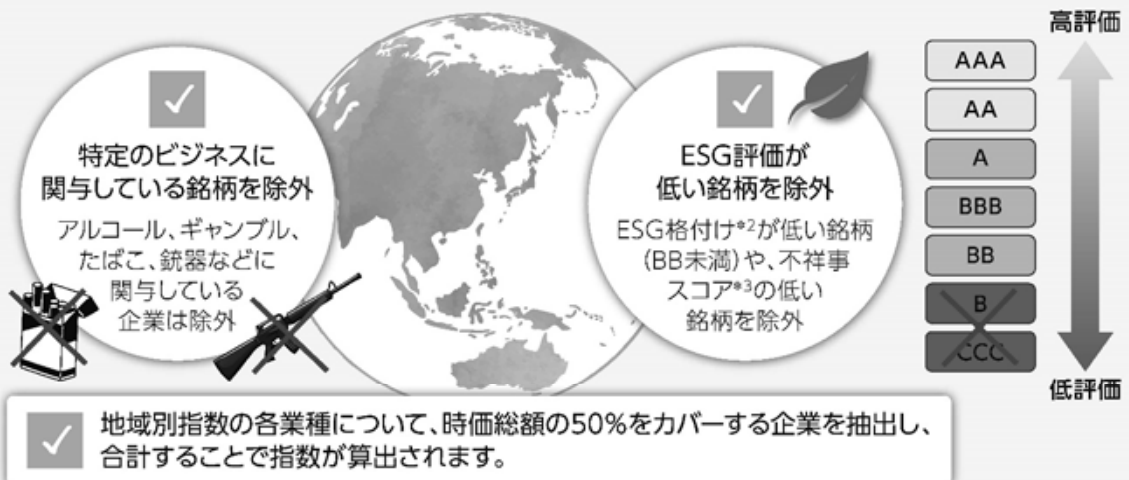 特定のビジネスに
関与している銘柄を除外
アルコール、ギャンブル、
たばこ、銃器などに
関与している
企業は除外
ESG評価が
低い銘柄を除外
ESG格付け*2が低い銘柄
(BB未満)や、不祥事
スコア*3の低い
銘柄を除外
高評価
AAA
AA
A
BBB
BB
B
CCC
低評価
地域別指数の各業種について、時価総額の50%をカバーする企業を抽出し、
合計することで指数が算出されます。